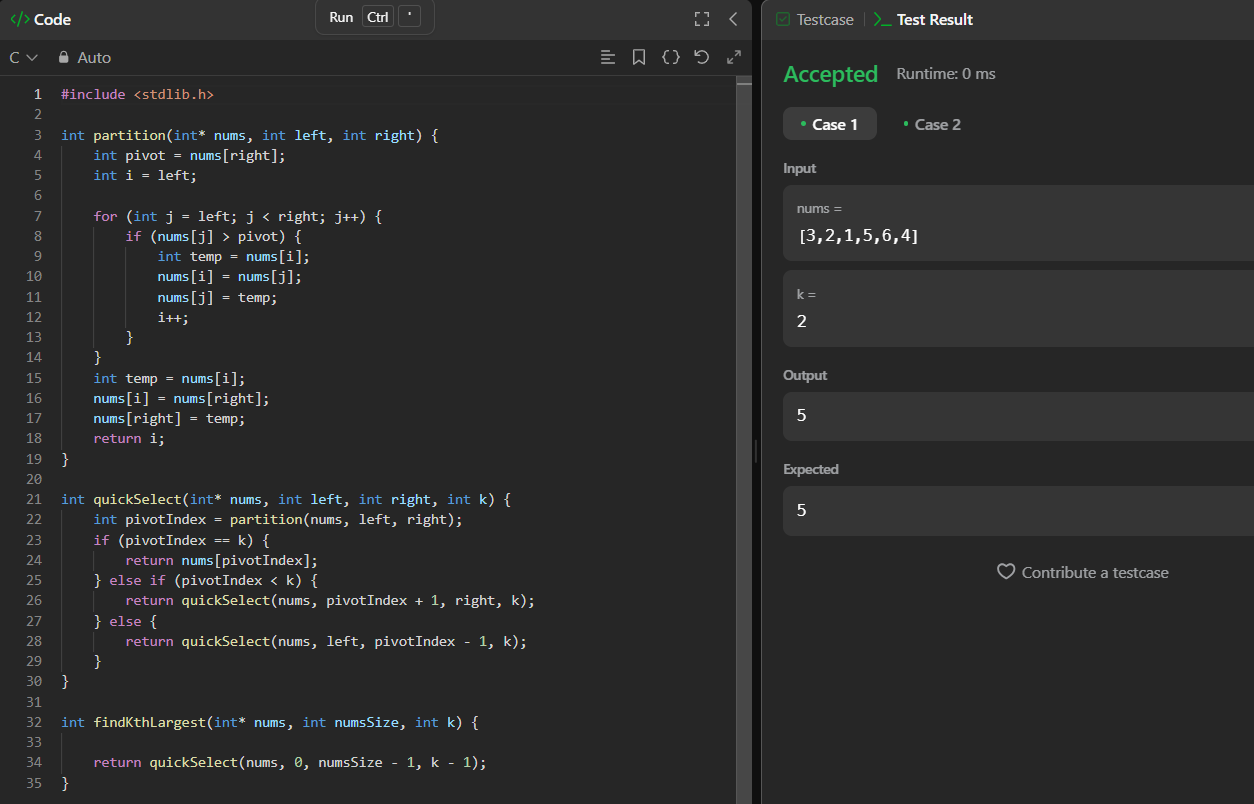 </> Code
Run Ctrl '
C Auto
1 #include <stdlib.h>
2
3 int partition(int* nums, int left, int right) {
4     int pivot = nums[right];
5     int i = left;
6
7     for (int j = left; j < right; j++) {
8         if (nums[j] > pivot) {
9             int temp = nums[i];
10             nums[i] = nums[j];
11             nums[j] = temp;
12             i++;
13         }
14     }
15     int temp = nums[i];
16     nums[i] = nums[right];
17     nums[right] = temp;
18     return i;
19 }
20
21 int quickSelect(int* nums, int left, int right, int k) {
22     int pivotIndex = partition(nums, left, right);
23     if (pivotIndex == k) {
24         return nums[pivotIndex];
25     } else if (pivotIndex < k) {
26         return quickSelect(nums, pivotIndex + 1, right, k);
27     } else {
28         return quickSelect(nums, left, pivotIndex - 1, k);
29     }
30 }
31
32 int findKthLargest(int* nums, int numsSize, int k) {
33
34     return quickSelect(nums, 0, numsSize - 1, k - 1);
35 }
Testcase | >_ Test Result
Accepted Runtime: 0 ms
• Case 1 • Case 2
Input
nums =
[3,2,1,5,6,4]
k =
2
Output
5
Expected
5
Contribute a testcase